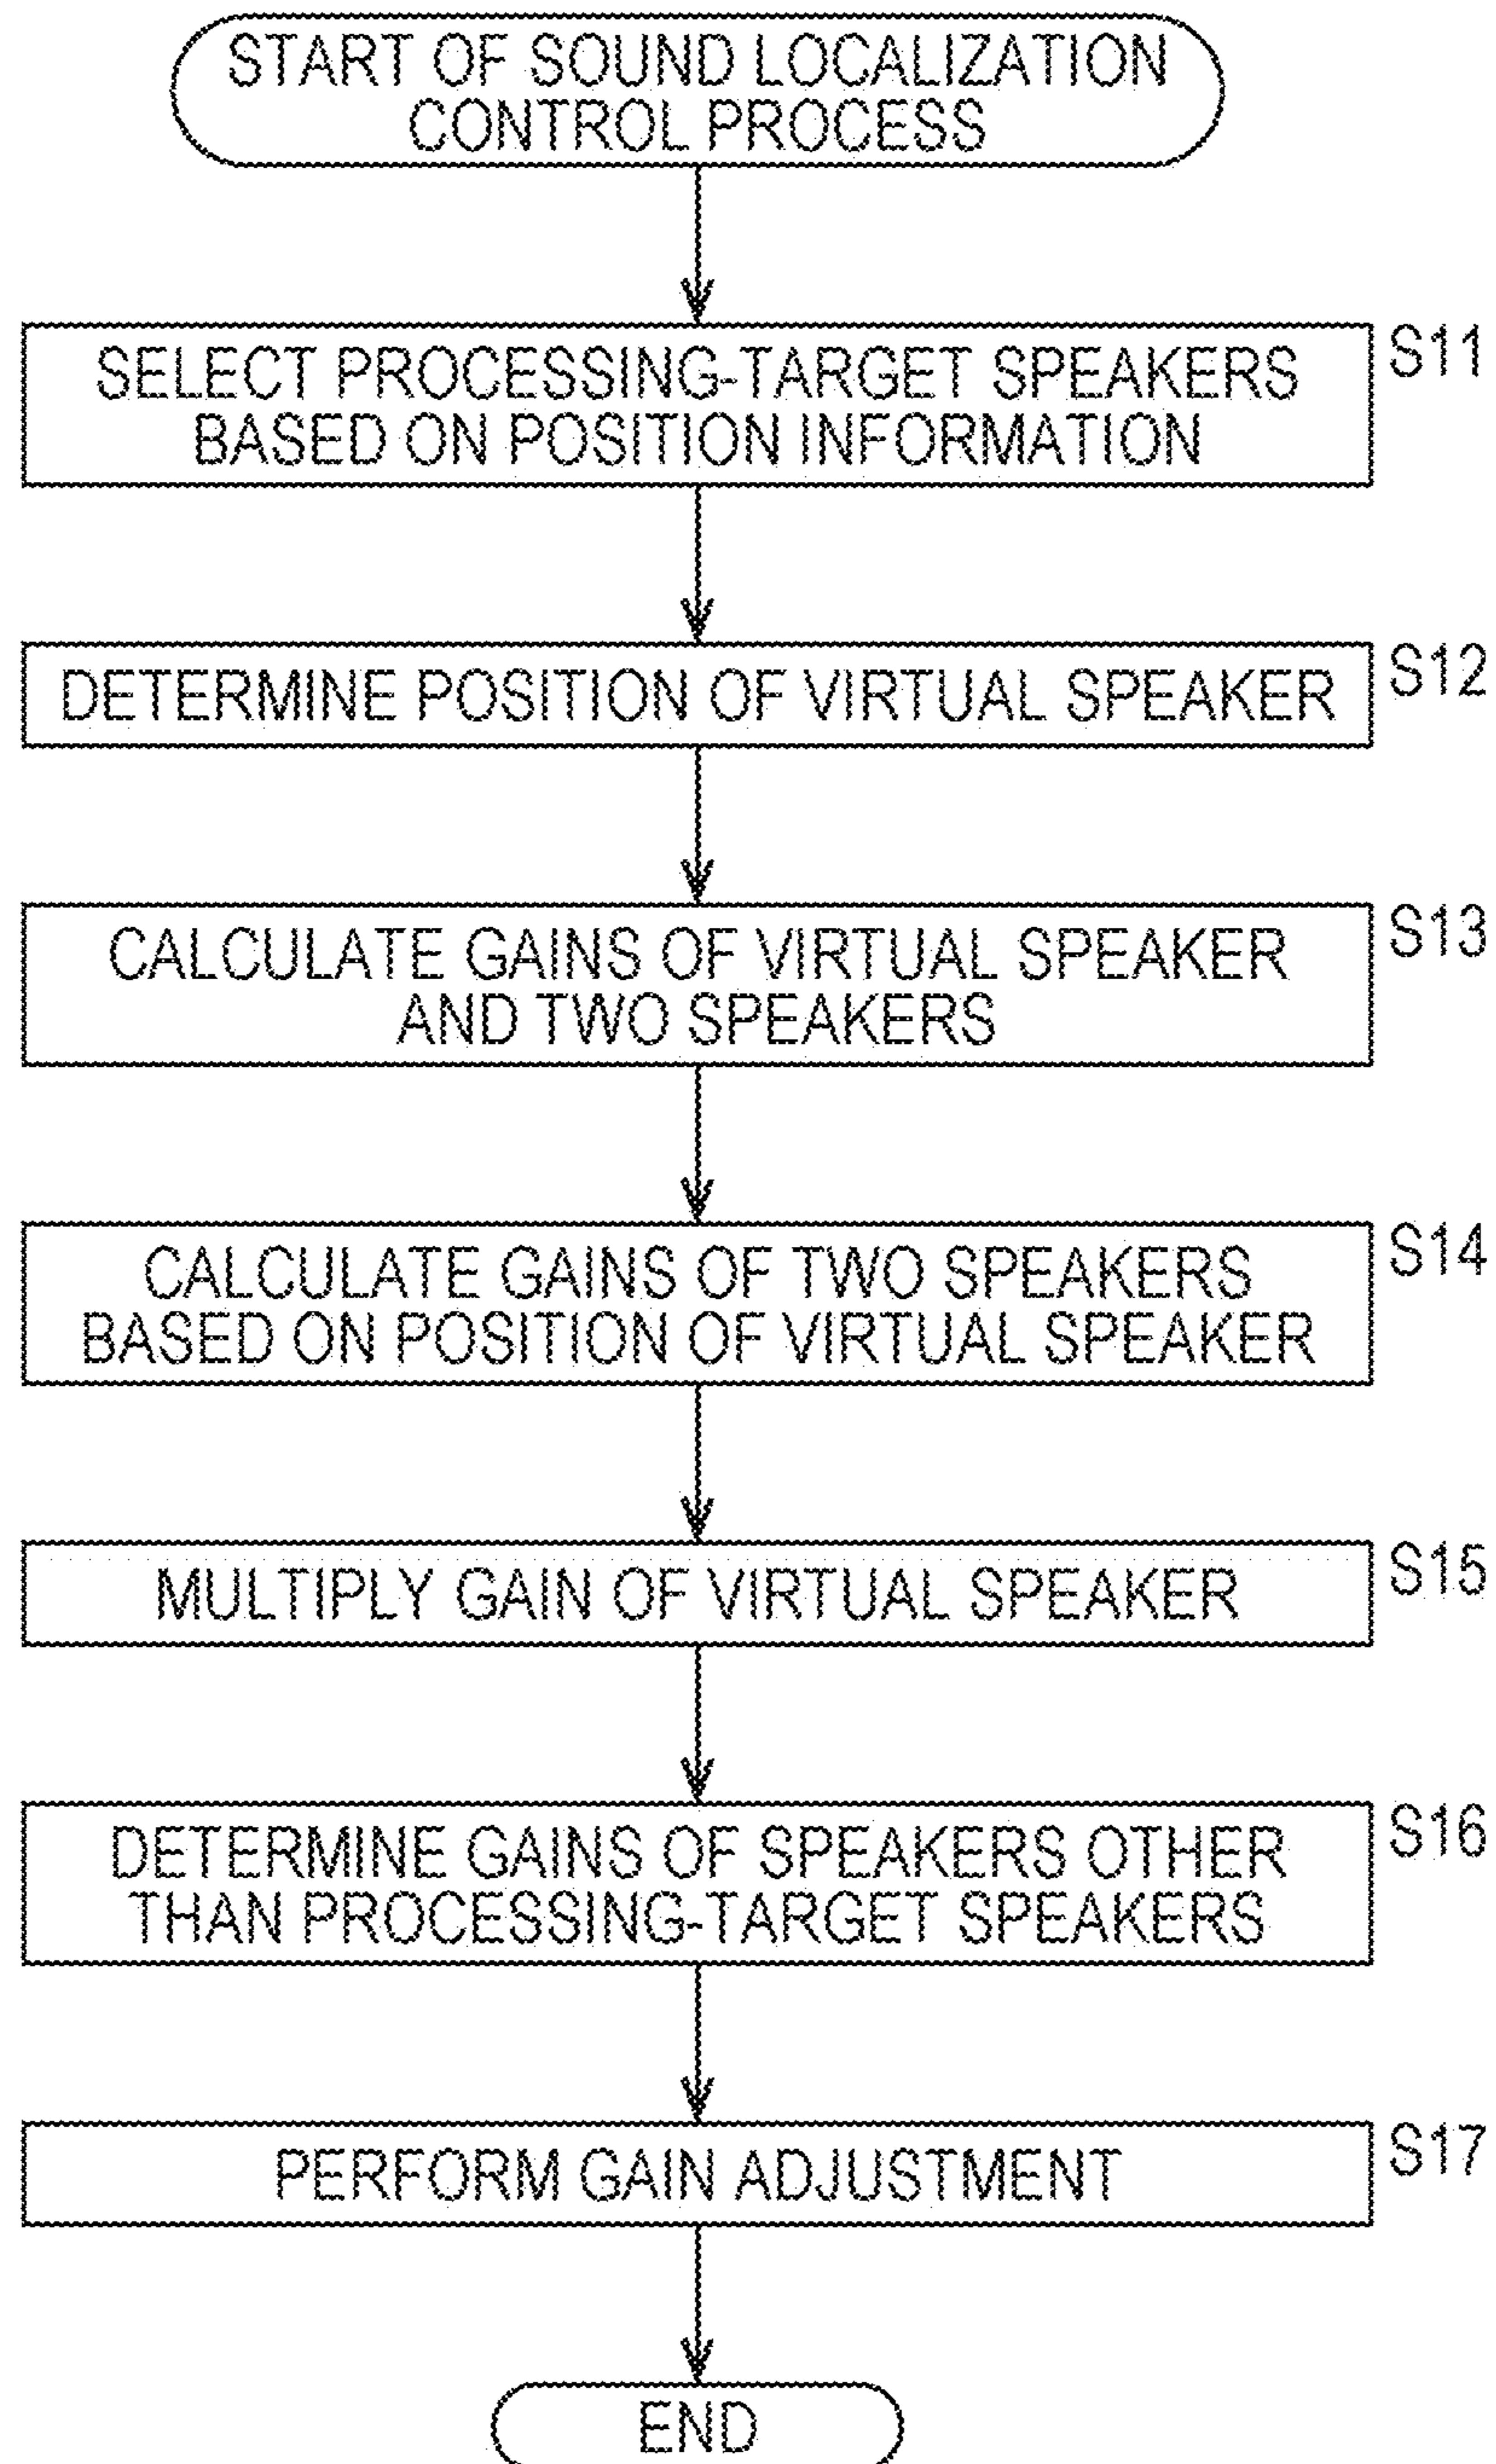 START OF SOUND LOCALIZATION
CONTROL PROCESS
SELECT PROCESSING-TARGET SPEAKERS
BASED ON POSITION INFORMATION
S11
DETERMINE POSITION OF VIRTUAL SPEAKER
S12
CALCULATE GAINS OF VIRTUAL SPEAKER
AND TWO SPEAKERS
S13
CALCULATE GAINS OF TWO SPEAKERS
BASED ON POSITION OF VIRTUAL SPEAKER
S14
MULTIPLY GAIN OF VIRTUAL SPEAKER
S15
DETERMINE GAINS OF SPEAKERS OTHER
THAN PROCESSING-TARGET SPEAKERS
S16
PERFORM GAIN ADJUSTMENT
S17
END